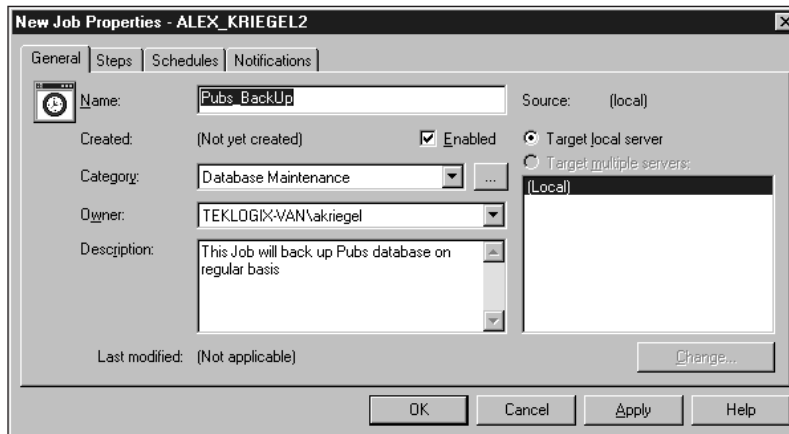 New Job Properties - ALEX_KRIEGEL2
General Steps Schedules Notifications
Name: Pubs_BackUp Source: (local)
Created: (Not yet created) Enabled Target local server
Target multiple servers:
Category: Database Maintenance ... (Local)
Owner: TEKLOGIX-VAN\akriegel
Description: This Job will back up Pubs database on
regular basis
Last modified: (Not applicable) Change...
OK Cancel Apply Help